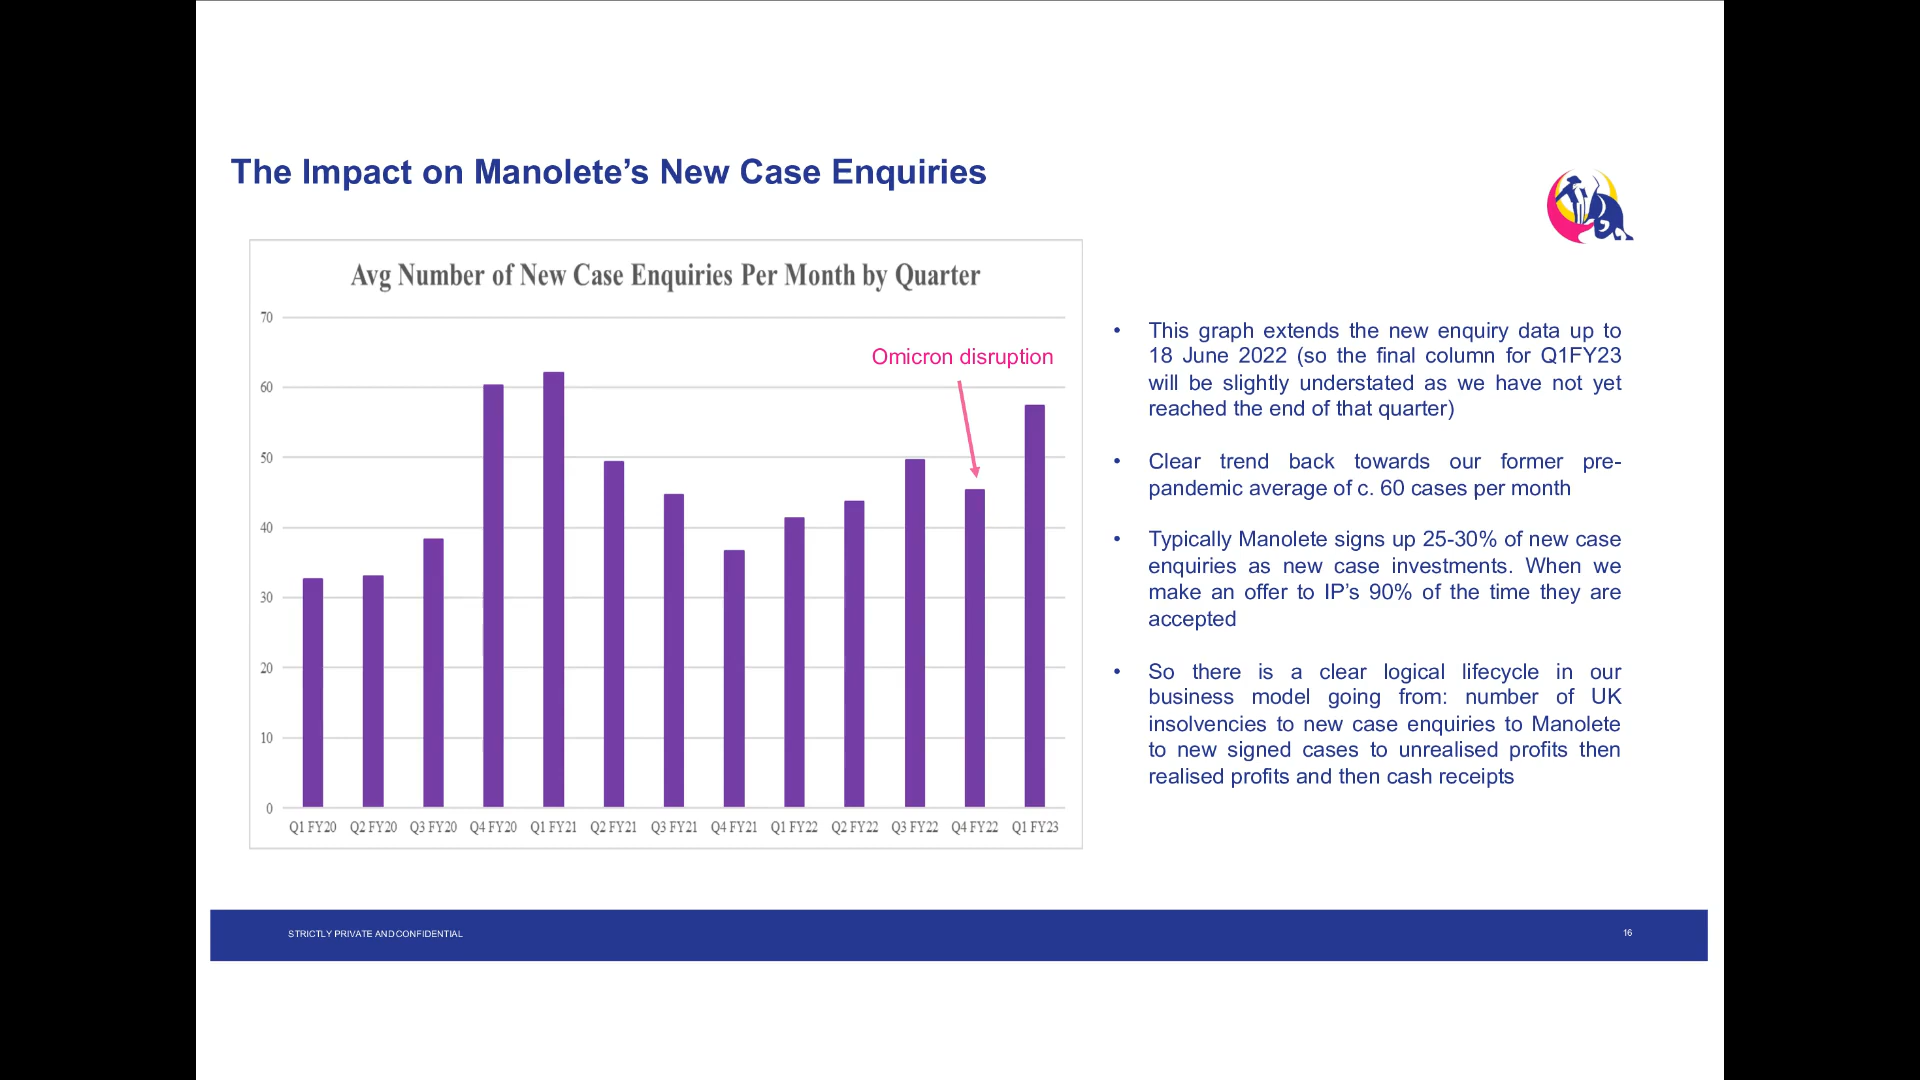 The Impact on Manolete’s New Case Enquiries
Avg Number of New Case Enquiries Per Month by Quarter
70
60
50
40
30
20
10
0
Omicron disruption
Q1 FY20 Q2 FY20 Q3 FY20 Q4 FY20 Q1 FY21 Q2 FY21 Q3 FY21 Q4 FY21 Q1 FY22 Q2 FY22 Q3 FY22 Q4 FY22 Q1 FY23
• This graph extends the new enquiry data up to
18 June 2022 (so the final column for Q1FY23
will be slightly understated as we have not yet
reached the end of that quarter)
• Clear trend back towards our former pre-
pandemic average of c. 60 cases per month
• Typically Manolete signs up 25-30% of new case
enquiries as new case investments. When we
make an offer to IP’s 90% of the time they are
accepted
• So there is a clear logical lifecycle in our
business model going from: number of UK
insolvencies to new case enquiries to Manolete
to new signed cases to unrealised profits then
realised profits and then cash receipts
STRICTLY PRIVATE AND CONFIDENTIAL
16